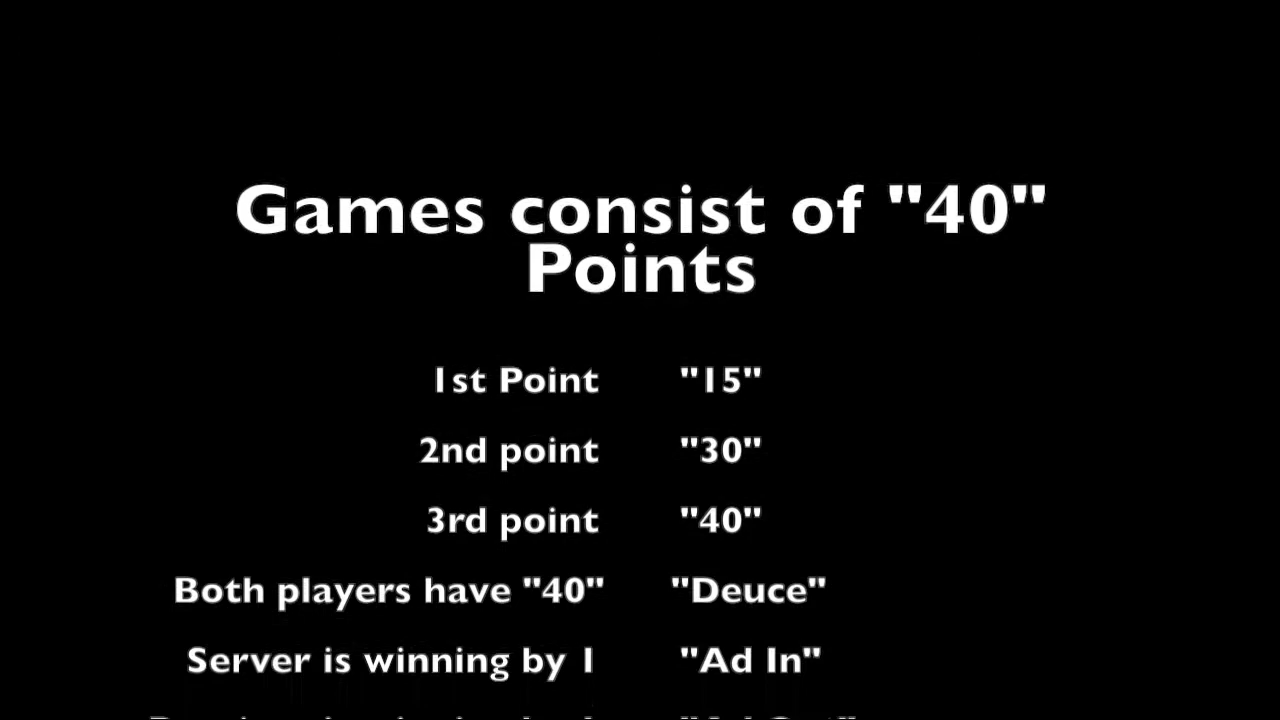 Games consist of "40"
Points
1st Point "15"
2nd point "30"
3rd point "40"
Both players have "40" "Deuce"
Server is winning by 1 "Ad In"